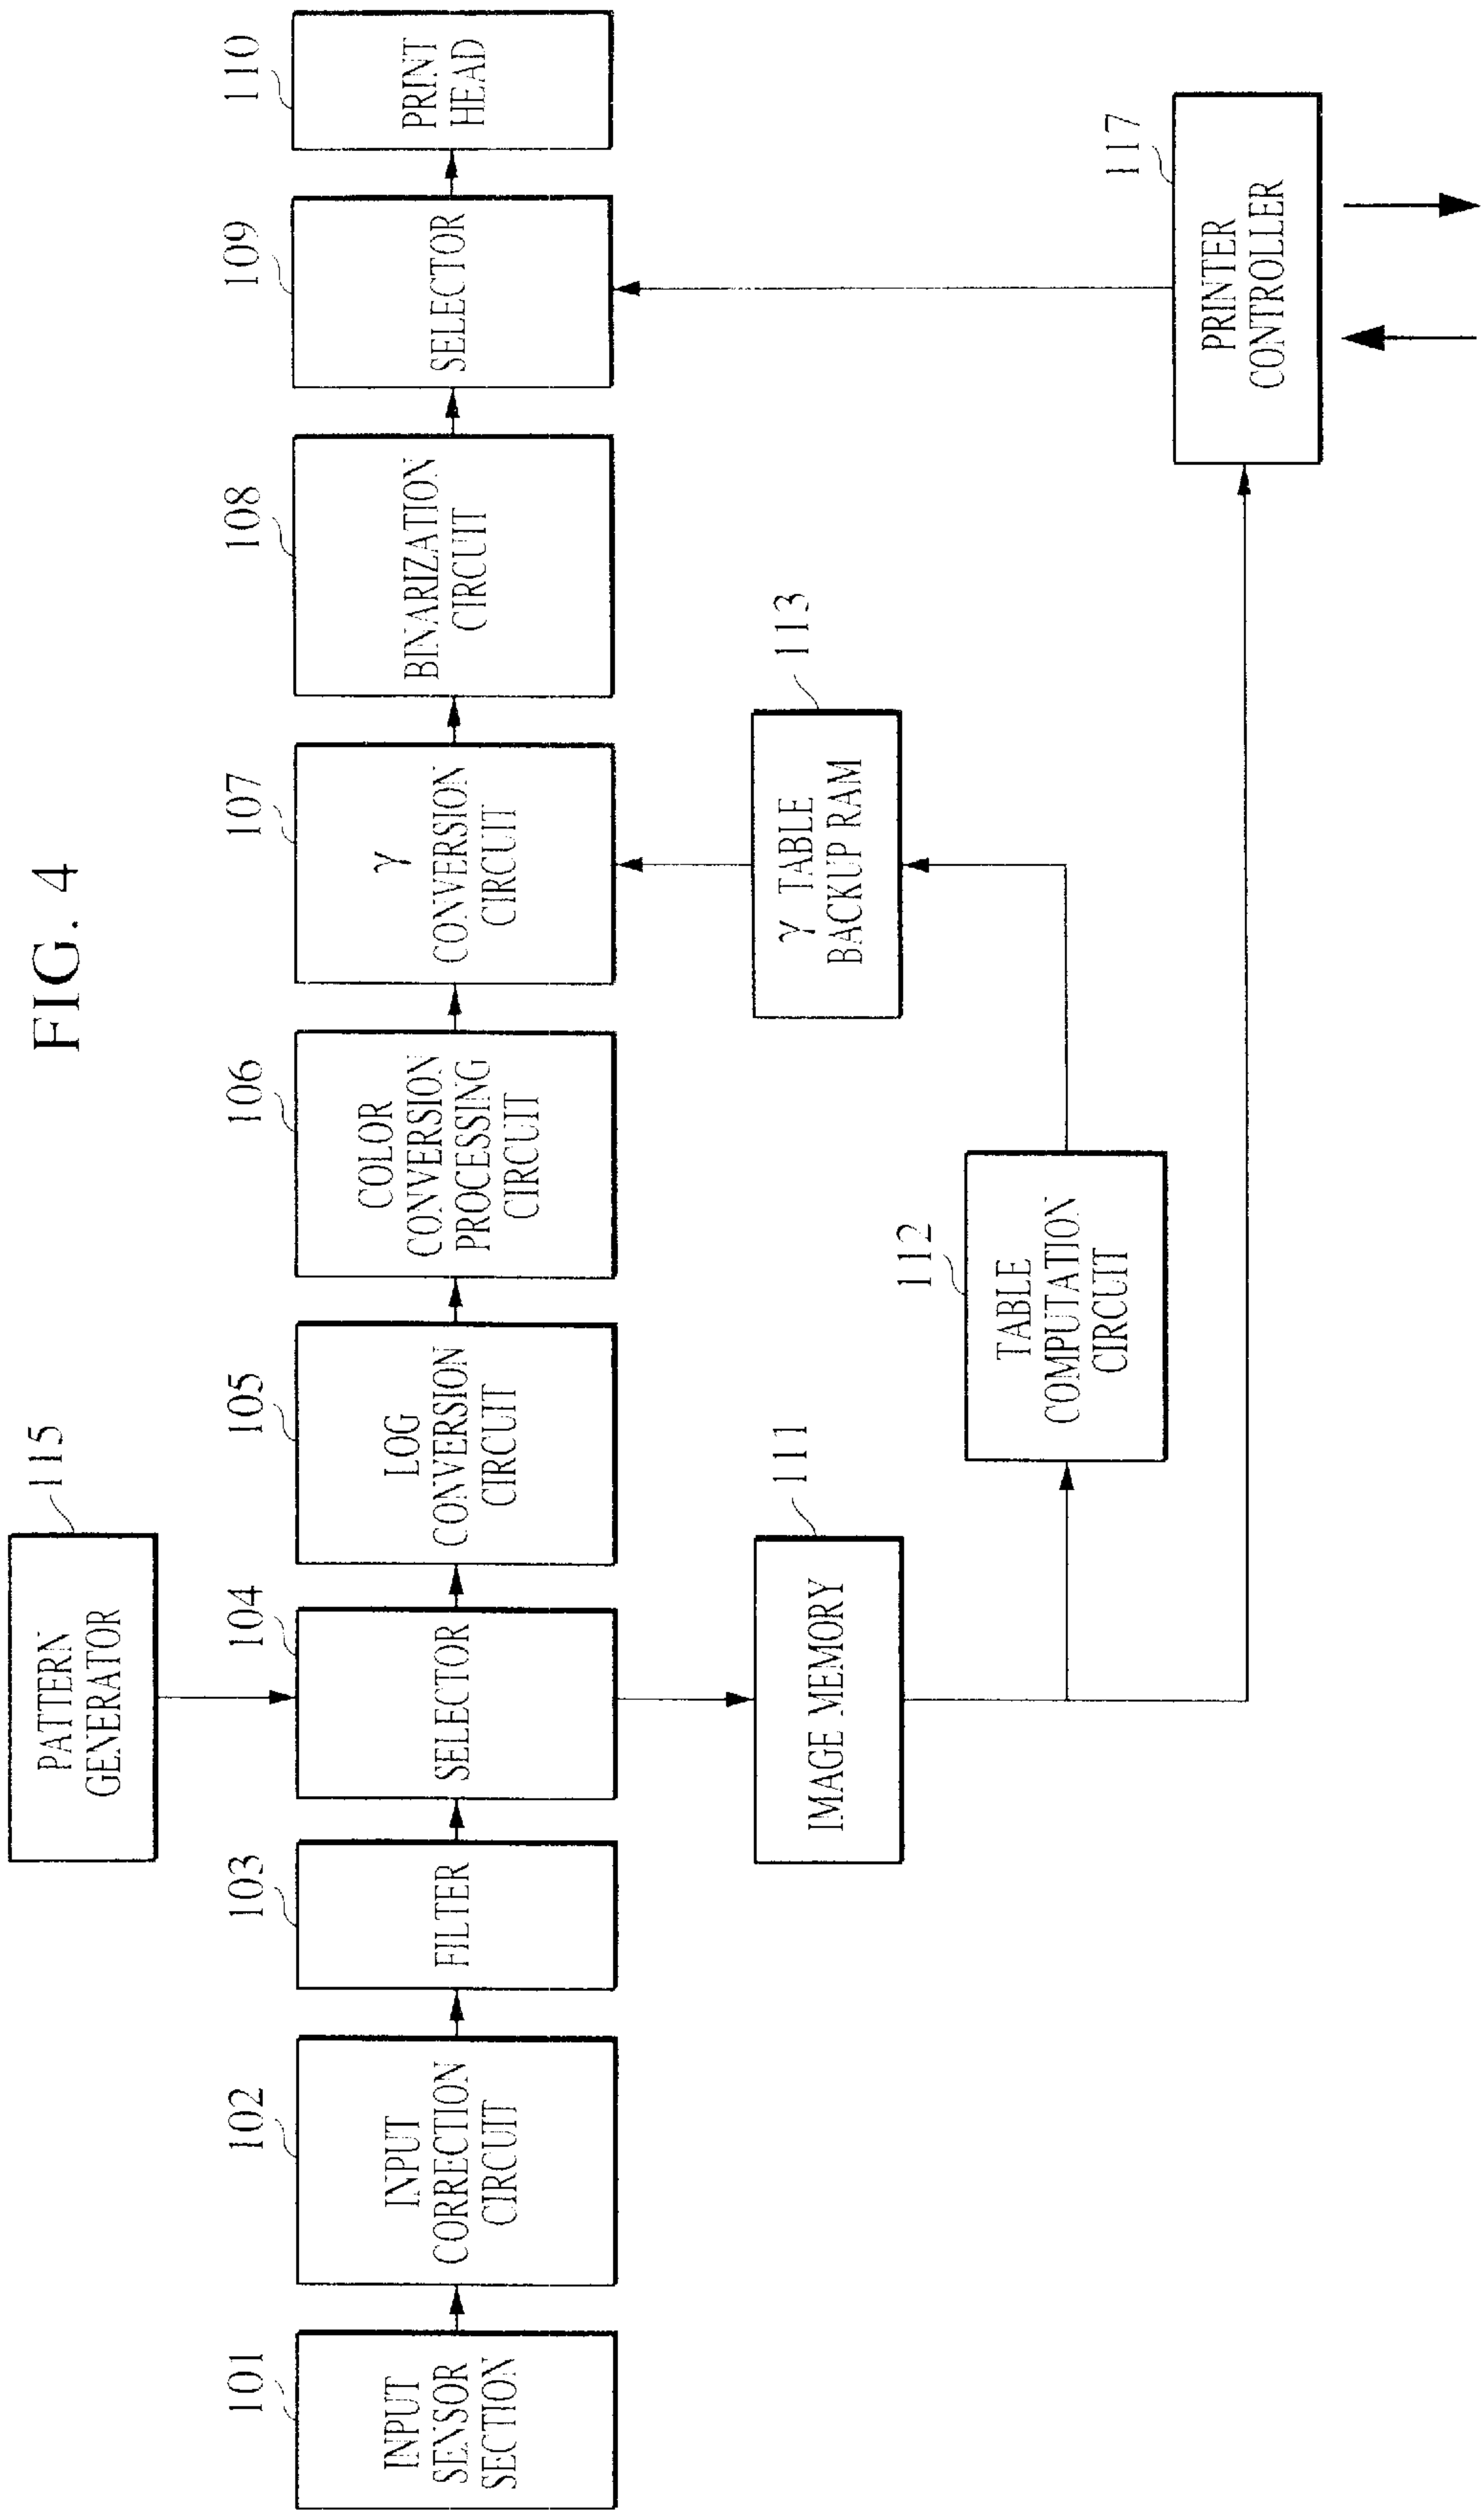 FIG. 4
115
PATTERN
GENERATOR
101
INPUT
SENSOR
SECTION
102
INPUT
CORRECTION
CIRCUIT
103
FILTER
104
SELECTOR
105
LOG
CONVERSION
CIRCUIT
106
COLOR
CONVERSION
PROCESSING
CIRCUIT
107
γ
CONVERSION
CIRCUIT
108
BINARIZATION
CIRCUIT
109
SELECTOR
110
PRINT
HEAD
111
IMAGE MEMORY
113
γ TABLE
BACKUP RAM
112
TABLE
COMPUTATION
CIRCUIT
117
PRINTER
CONTROLLER